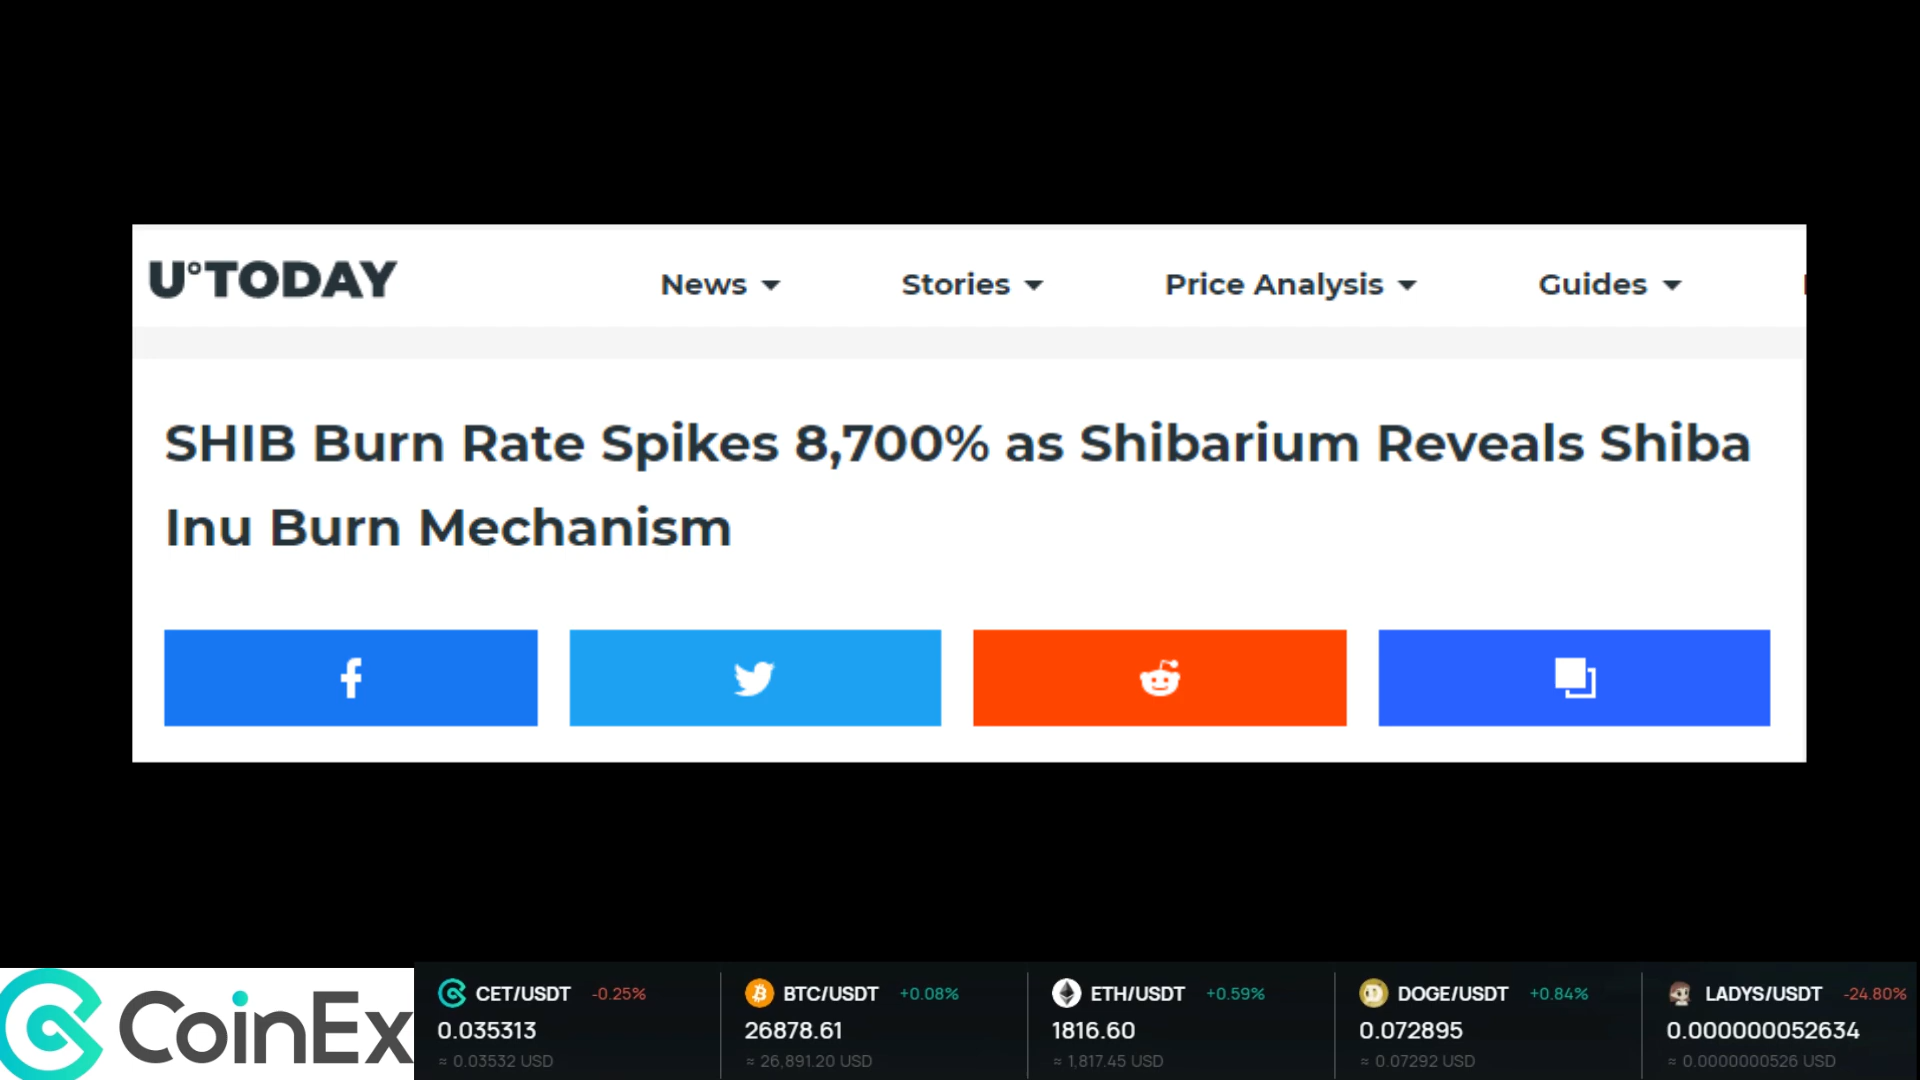 U°TODAY
News
Stories
Price Analysis
Guides
SHIB Burn Rate Spikes 8,700% as Shibarium Reveals Shiba
Inu Burn Mechanism
CoinEx
CET/USDT -0.25%
0.035313
≈ 0.03532 USD
BTC/USDT +0.08%
26878.61
≈ 26,891.20 USD
ETH/USDT +0.59%
1816.60
≈ 1,817.45 USD
DOGE/USDT +0.84%
0.072895
≈ 0.07292 USD
LADYS/USDT -24.80%
0.000000052634
≈ 0.0000000526 USD